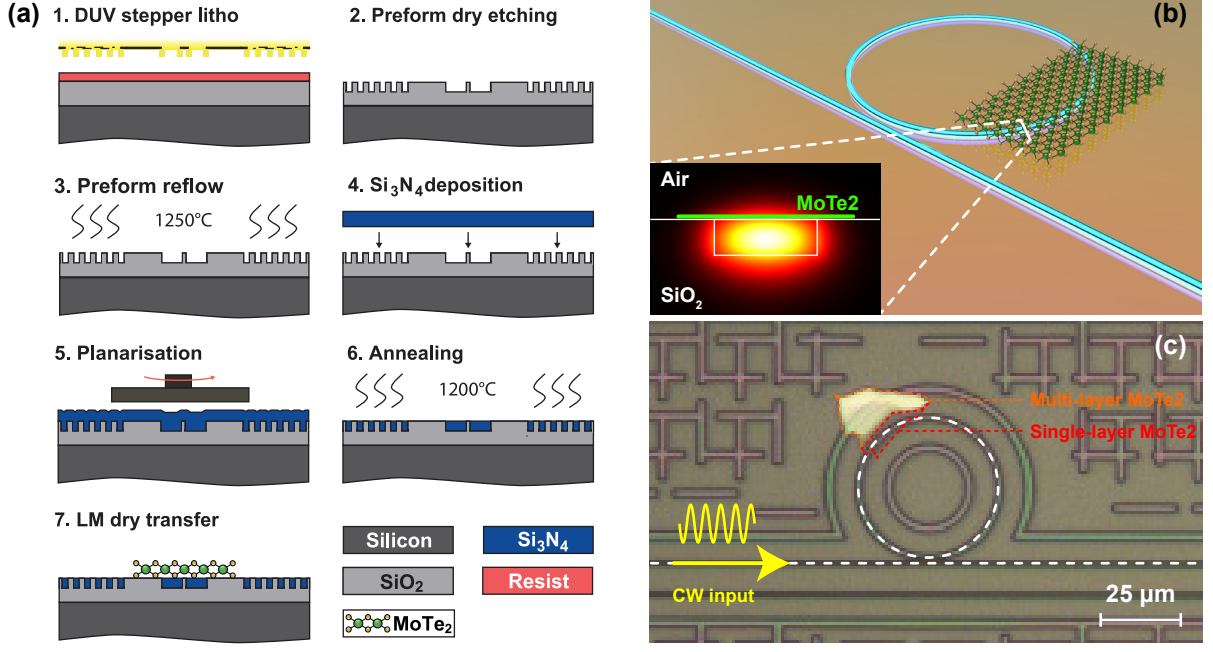 (a)
1. DUV stepper litho
2. Preform dry etching
3. Preform reflow
1250°C
4. Si₃N₄ deposition
5. Planarisation
6. Annealing
1200°C
7. LM dry transfer
Silicon
Si₃N₄
SiO₂
Resist
MoTe₂
(b)
Air
MoTe2
SiO₂
(c)
Multi-layer MoTe2
Single-layer MoTe2
CW input
25 µm